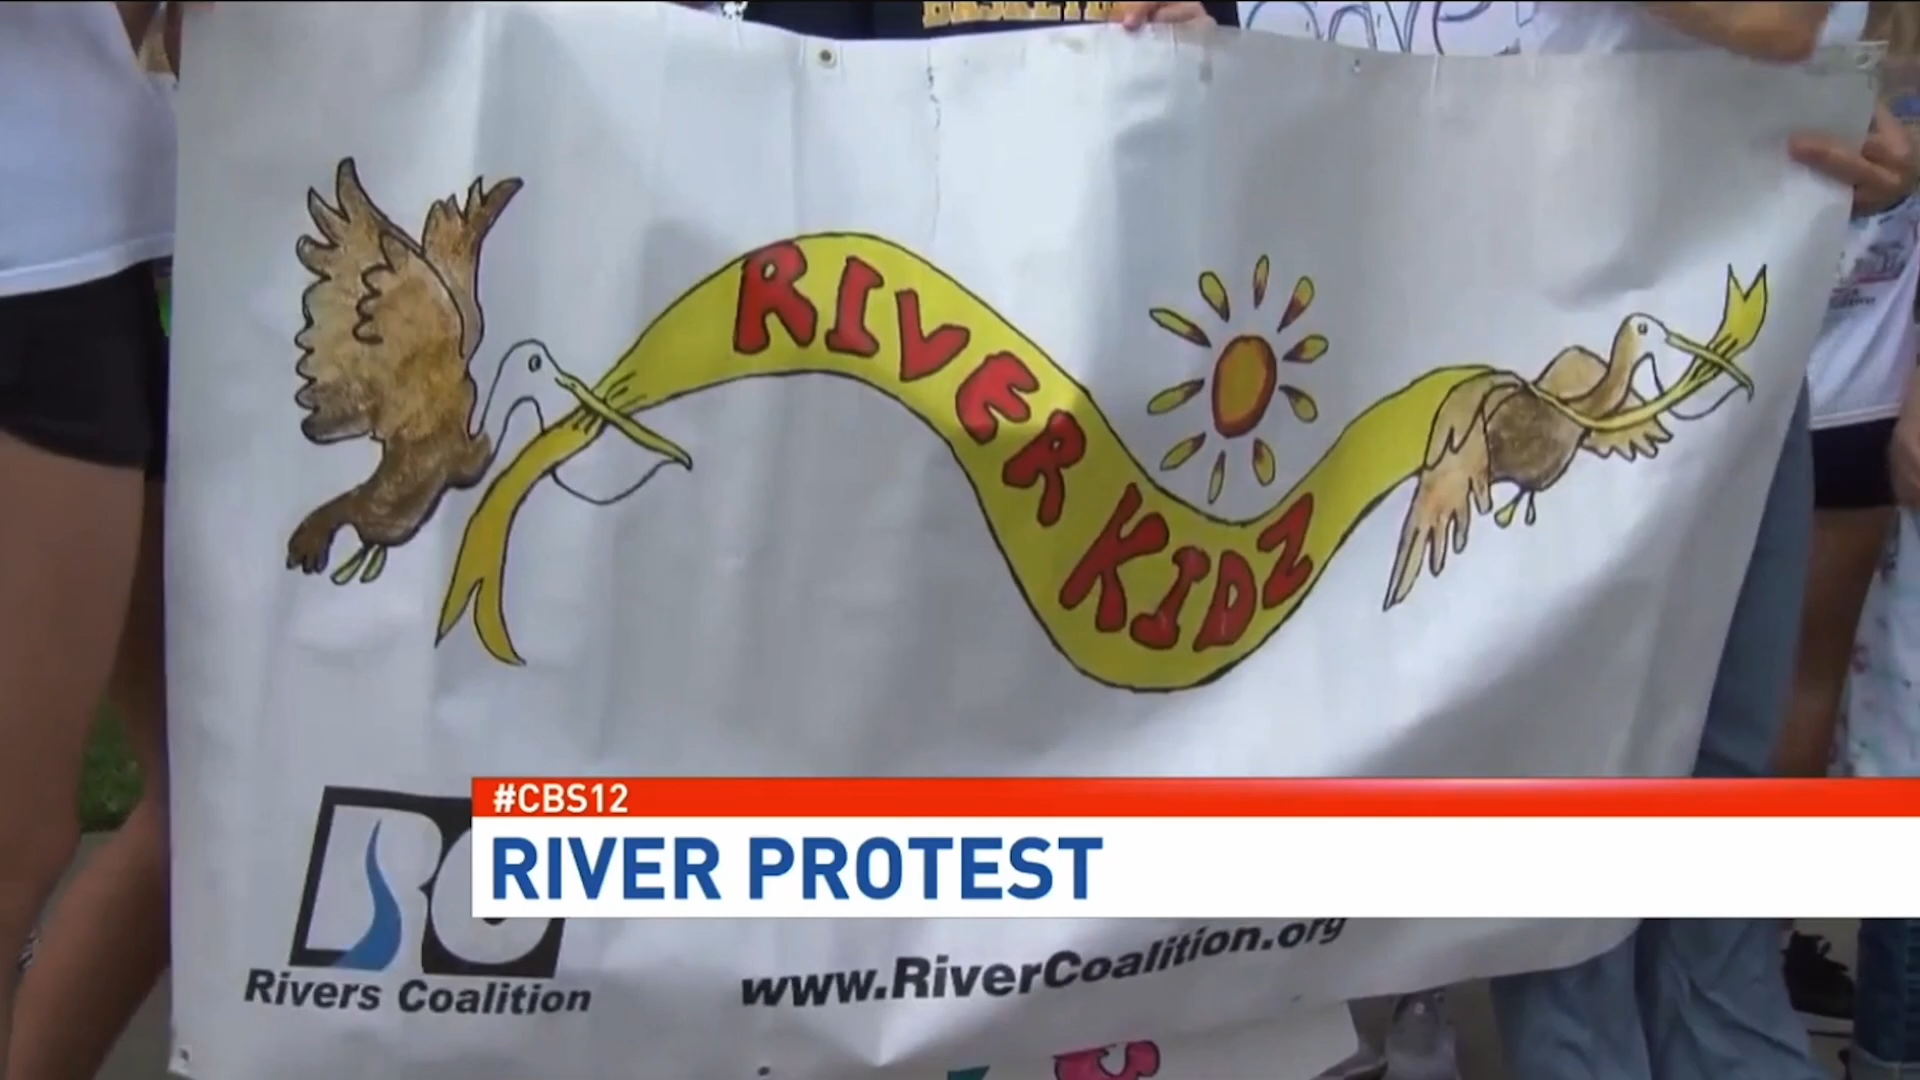 RIVER KIDZ
#CBS12
RIVER PROTEST
Rivers Coalition
www.RiverCoalition.org